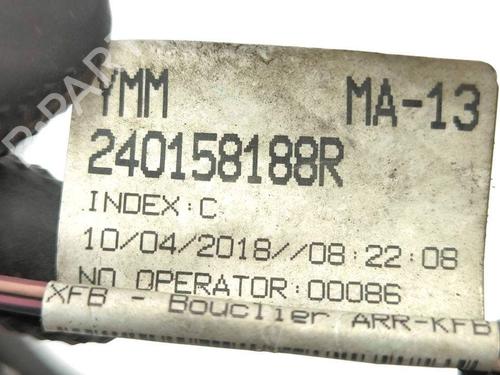 YMM MA-13
240158188R
INDEX:C
10/04/2018//08:22:08
NO OPERATOR:00086
XFB - Bouclier ARR-KFB